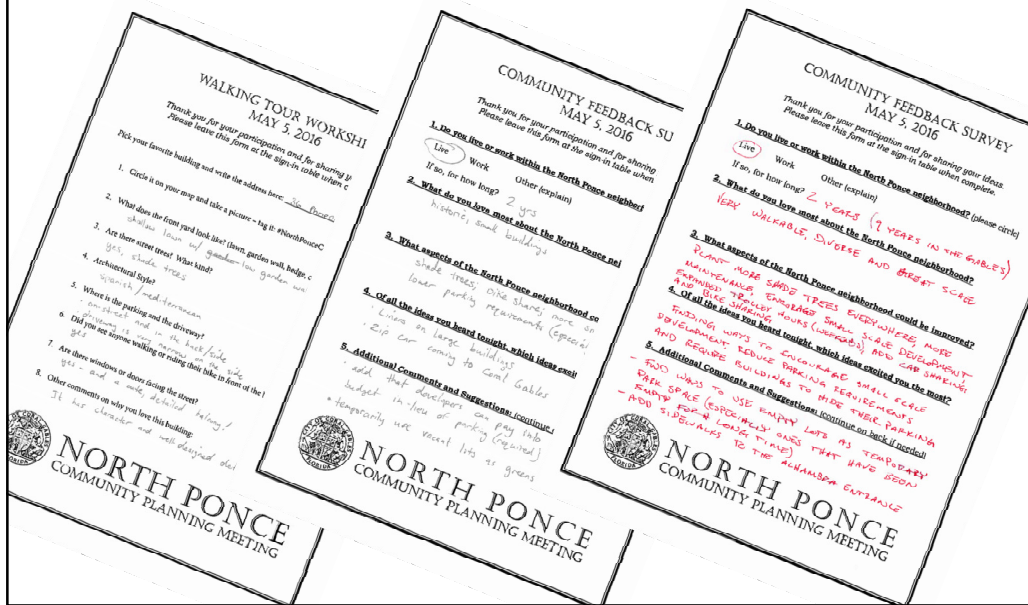 WALKING TOUR WORKSHI
MAY 5, 2016
Thank you for your participation and for sharing y
Please leave this form at the sign-in table when c
Pick your favorite building and write the address here:
1. Circle it on your map and take a picture – tag it: #NorthPonceC
2. What does the front yard look like? (lawn, garden wall, hedge, c
shallow lawn w/ low garden wall
3. Are there street trees? What kind?
yes, shade trees
4. Architectural Style?
spanish/mediterranean
5. Where is the parking and the driveway?
· on street and in the back/side
driveway is very narrow on the side
6. Did you see anyone walking or riding their bike in front of the l
yes
7. Are there windows or doors facing the street?
yes - and a cute, detailed
8. Other comments on why you love this building:
It has character and well-designed det
NORTH PONCE
COMMUNITY PLANNING MEETING
COMMUNITY FEEDBACK SU
MAY 5, 2016
Thank you for your participation and for sharing
Please leave this form at the sign-in table when
1. Do you live or work within the North Ponce neighborl
Live Work Other (explain)
If so, for how long? 2 yrs
2. What do you love most about the North Ponce nei
historic, small buildings
3. What aspects of the North Ponce neighborhood co
shade trees; bike share; more on
lower parking requirements (especial
4. Of all the ideas you heard tonight, which ideas excit
· Liners on large buildings
· Zip car coming to Coral Gables
5. Additional Comments and Suggestions: (continue
add that developers can pay into
budget in-lieu of parking (required)
· temporarily use vacant lots as greens
NORTH PONCE
COMMUNITY PLANNING MEETING
COMMUNITY FEEDBACK SURVEY
MAY 5, 2016
Thank you for your participation and for sharing your ideas.
Please leave this form at the sign-in table when complete.
1. Do you live or work within the North Ponce neighborhood? (please circle)
Live Work Other (explain)
If so, for how long? 2 YEARS (9 YEARS IN THE GABLES)
2. What do you love most about the North Ponce neighborhood?
VERY WALKABLE, DIVERSE AND GREAT SCALE
3. What aspects of the North Ponce neighborhood could be improved?
PLANT MORE SHADE TREES EVERYWHERE, MORE
MAINTENANCE, ENCOURAGE SMALL SCALE DEVELOPMENT
EXPANDED TROLLEY HOURS (WEEKENDS) ADD CAR SHARING,
AND BIKE SHARING
4. Of all the ideas you heard tonight, which ideas excited you the most?
FINDING WAYS TO ENCOURAGE SMALL SCALE
DEVELOPMENT. REDUCE PARKING REQUIREMENTS
AND REQUIRE BUILDINGS TO HIDE THEIR PARKING
5. Additional Comments and Suggestions: (continue on back if needed)
- FIND WAYS TO USE EMPTY LOTS AS TEMPORARY
PARK SPACE (ESPECIALLY ONES THAT HAVE BEEN
EMPTY FOR A LONG TIME)
- ADD SIDEWALKS TO THE ALHAMBRA ENTRANCE
NORTH PONCE
COMMUNITY PLANNING MEETING